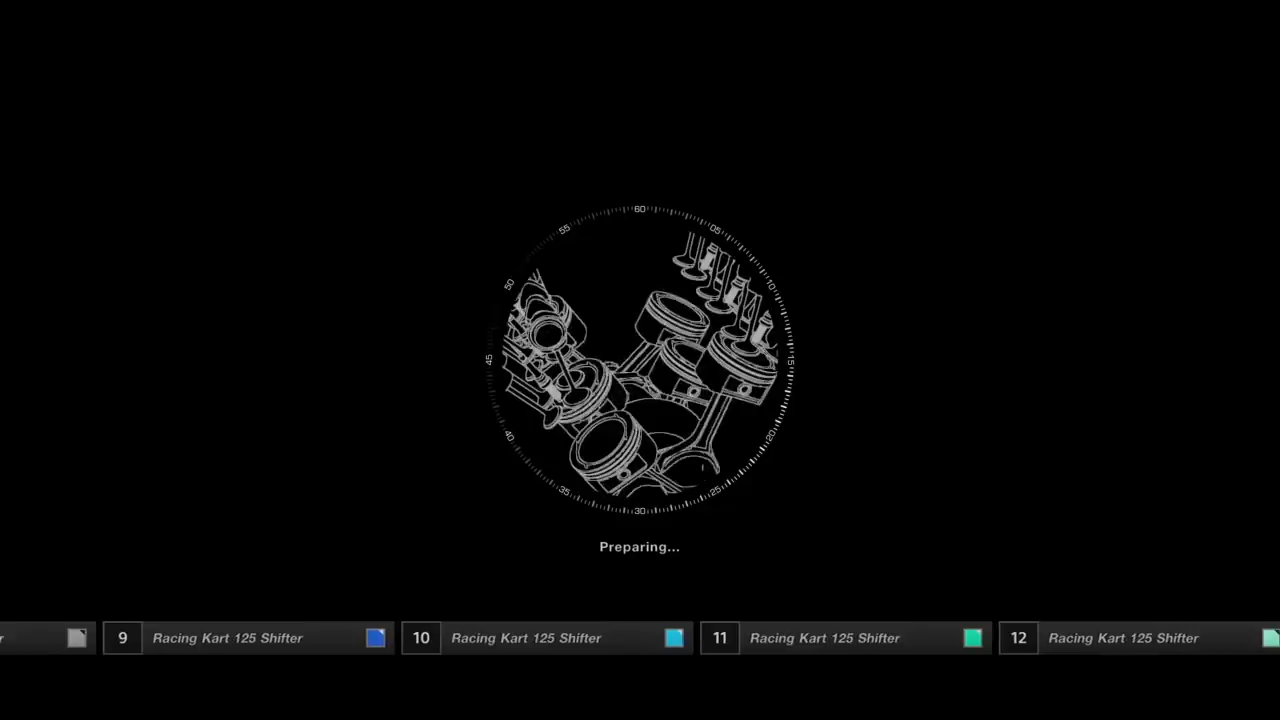 60
55
05
50
10
45
15
40
20
35
25
30
Preparing...
r
9 Racing Kart 125 Shifter
10 Racing Kart 125 Shifter
11 Racing Kart 125 Shifter
12 Racing Kart 125 Shifter